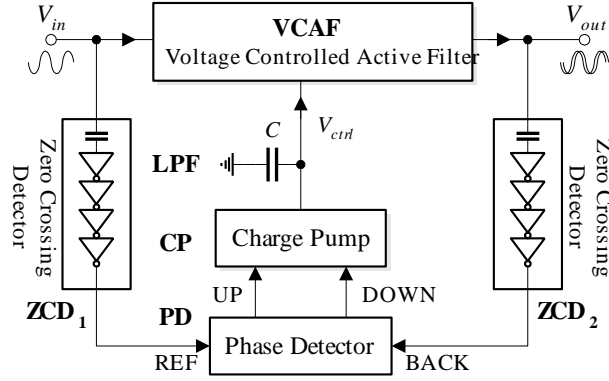 V_in
VCAF
Voltage Controlled Active Filter
V_out
Zero Crossing
Detector
C
V_ctrl
LPF
Zero Crossing
Detector
CP
Charge Pump
ZCD_1
UP
DOWN
ZCD_2
PD
Phase Detector
REF
BACK